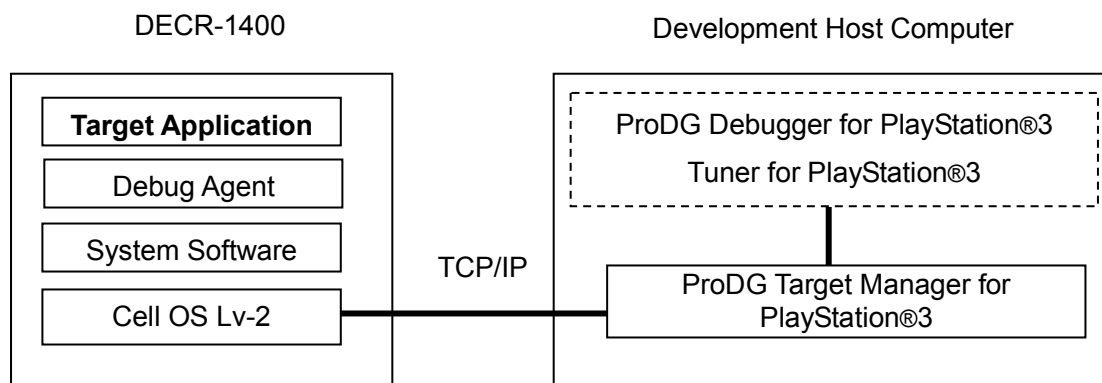 DECR-1400
Development Host Computer
Target Application
Debug Agent
System Software
Cell OS Lv-2
TCP/IP
ProDG Debugger for PlayStation®3
Tuner for PlayStation®3
ProDG Target Manager for
PlayStation®3